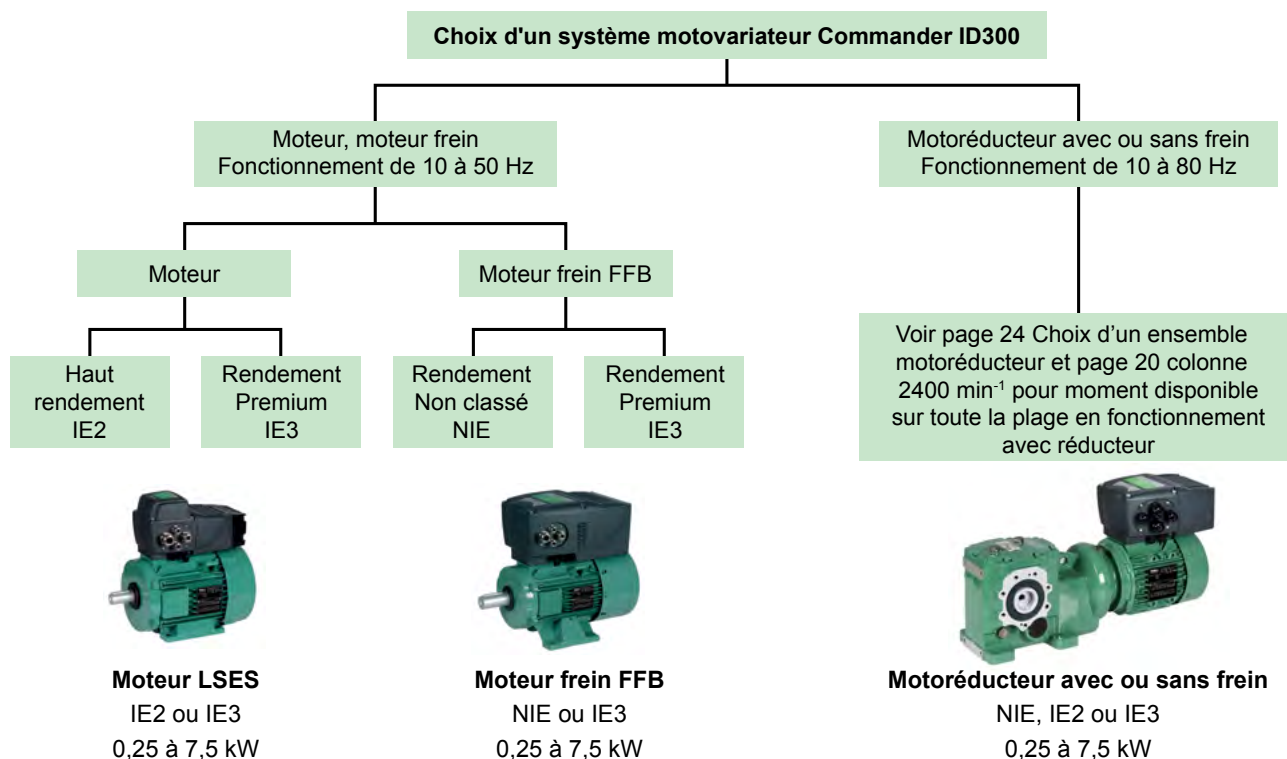 Choix d'un système motovariateur Commander ID300
Moteur, moteur frein
Fonctionnement de 10 à 50 Hz
Motoréducteur avec ou sans frein
Fonctionnement de 10 à 80 Hz
Moteur
Moteur frein FFB
Haut
rendement
IE2
Rendement
Premium
IE3
Rendement
Non classé
NIE
Rendement
Premium
IE3
Voir page 24 Choix d’un ensemble
motoréducteur et page 20 colonne
2400 min⁻¹ pour moment disponible
sur toute la plage en fonctionnement
avec réducteur
Moteur LSES
IE2 ou IE3
0,25 à 7,5 kW
Moteur frein FFB
NIE ou IE3
0,25 à 7,5 kW
Motoréducteur avec ou sans frein
NIE, IE2 ou IE3
0,25 à 7,5 kW